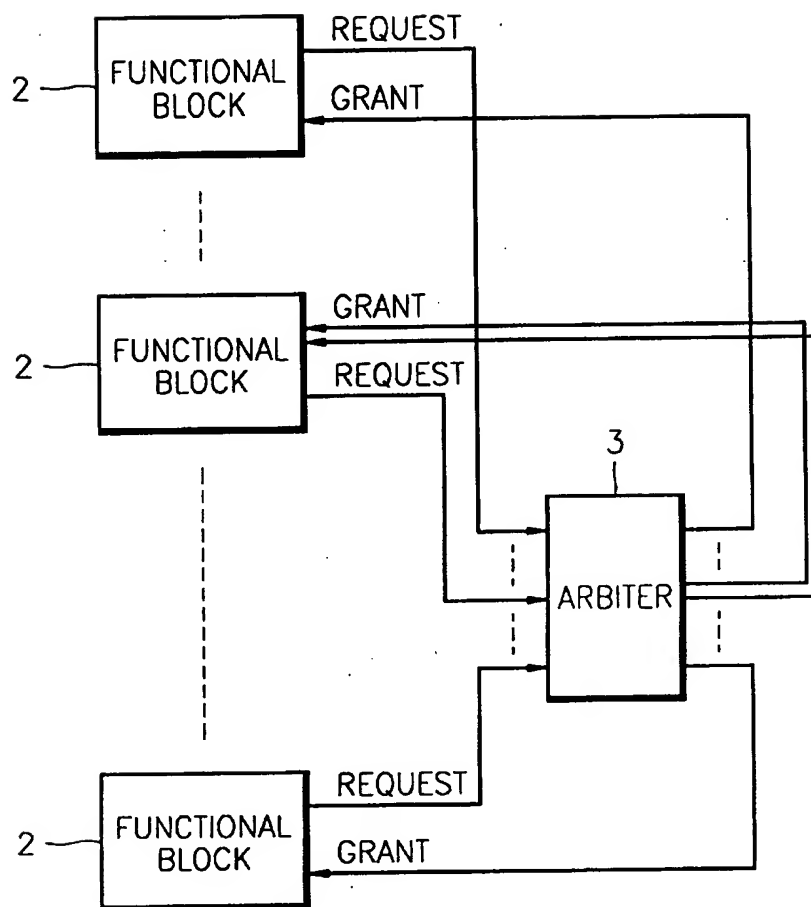 REQUEST
2
FUNCTIONAL
BLOCK
GRANT
GRANT
2
FUNCTIONAL
BLOCK
REQUEST
3
ARBITER
REQUEST
2
FUNCTIONAL
BLOCK
GRANT